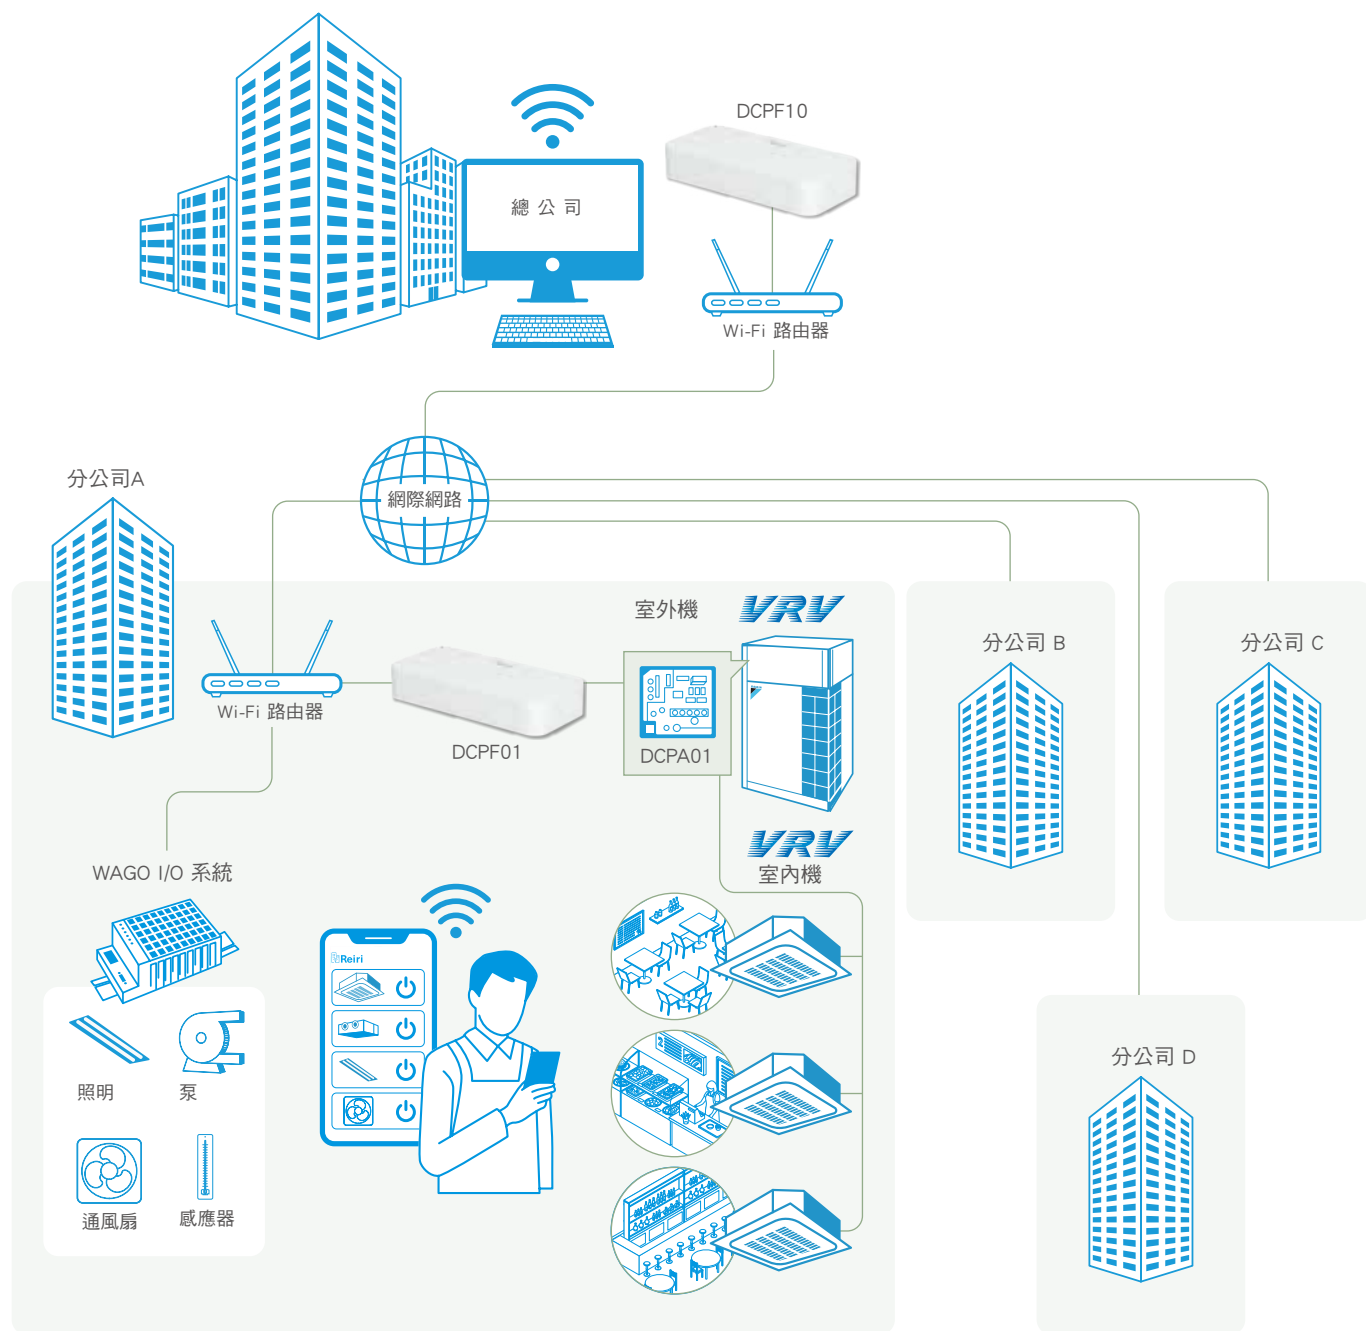 DCPF10
總公司
Wi-Fi 路由器
網際網路
分公司A
室外機
VRV
Wi-Fi 路由器
DCPF01
DCPA01
分公司 B
分公司 C
VRV
室內機
WAGO I/O 系統
Reiri
照明
泵
通風扇
感應器
2
分公司 D